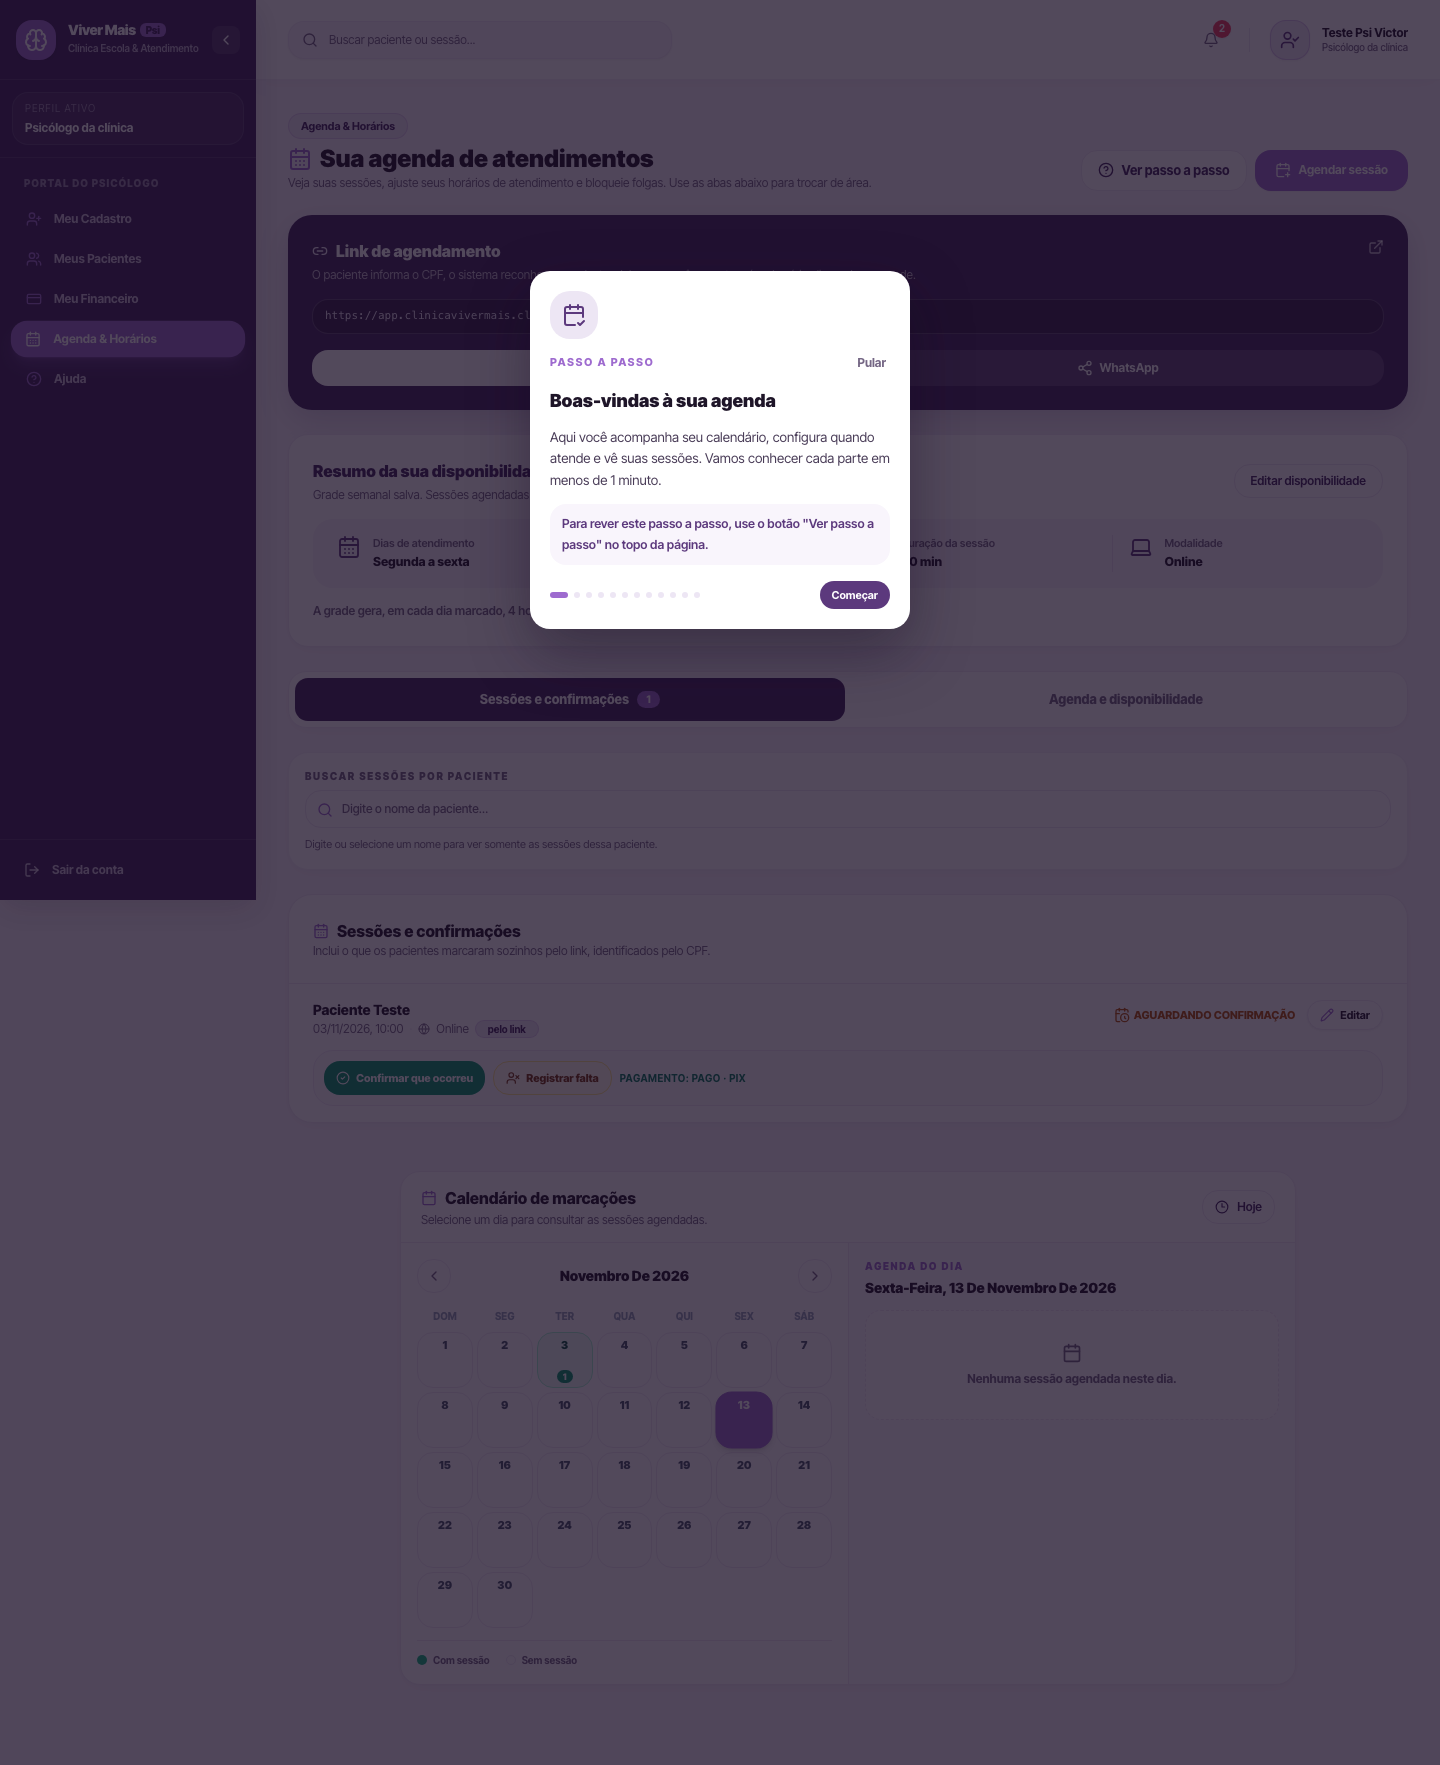 Viver Mais Psi
Clínica Escola & Atendimento
Buscar paciente ou sessão...
2
Teste Psi Victor
Psicólogo da clínica
PERFIL ATIVO
Psicólogo da clínica
PORTAL DO PSICÓLOGO
Meu Cadastro
Meus Pacientes
Meu Financeiro
Agenda & Horários
Ajuda
Sair da conta
Agenda & Horários
Sua agenda de atendimentos
Veja suas sessões, ajuste seus horários de atendimento e bloqueie folgas. Use as abas abaixo para trocar de área.
Ver passo a passo
Agendar sessão
Link de agendamento
O paciente informa o CPF, o sistema reconh
de.
https://app.clinicavivermais.cl
WhatsApp
PASSO A PASSO
Pular
Boas-vindas à sua agenda
Aqui você acompanha seu calendário, configura quando
atende e vê suas sessões. Vamos conhecer cada parte em
menos de 1 minuto.
Para rever este passo a passo, use o botão "Ver passo a
passo" no topo da página.
Começar
Resumo da sua disponibilida
Grade semanal salva. Sessões agendadas
Editar disponibilidade
Dias de atendimento
Segunda a sexta
uração da sessão
0 min
Modalidade
Online
A grade gera, em cada dia marcado, 4 ho
Sessões e confirmações 1
Agenda e disponibilidade
BUSCAR SESSÕES POR PACIENTE
Digite o nome da paciente...
Digite ou selecione um nome para ver somente as sessões dessa paciente.
Sessões e confirmações
Inclui o que os pacientes marcaram sozinhos pelo link, identificados pelo CPF.
Paciente Teste
03/11/2026, 10:00 Online pelo link
AGUARDANDO CONFIRMAÇÃO
Editar
Confirmar que ocorreu
Registrar falta
PAGAMENTO: PAGO · PIX
Calendário de marcações
Selecione um dia para consultar as sessões agendadas.
Hoje
Novembro De 2026
DOM SEG TER QUA QUI SEX SÁB
1 2 3 4 5 6 7
1
8 9 10 11 12 13 14
15 16 17 18 19 20 21
22 23 24 25 26 27 28
29 30
Com sessão Sem sessão
AGENDA DO DIA
Sexta-Feira, 13 De Novembro De 2026
Nenhuma sessão agendada neste dia.